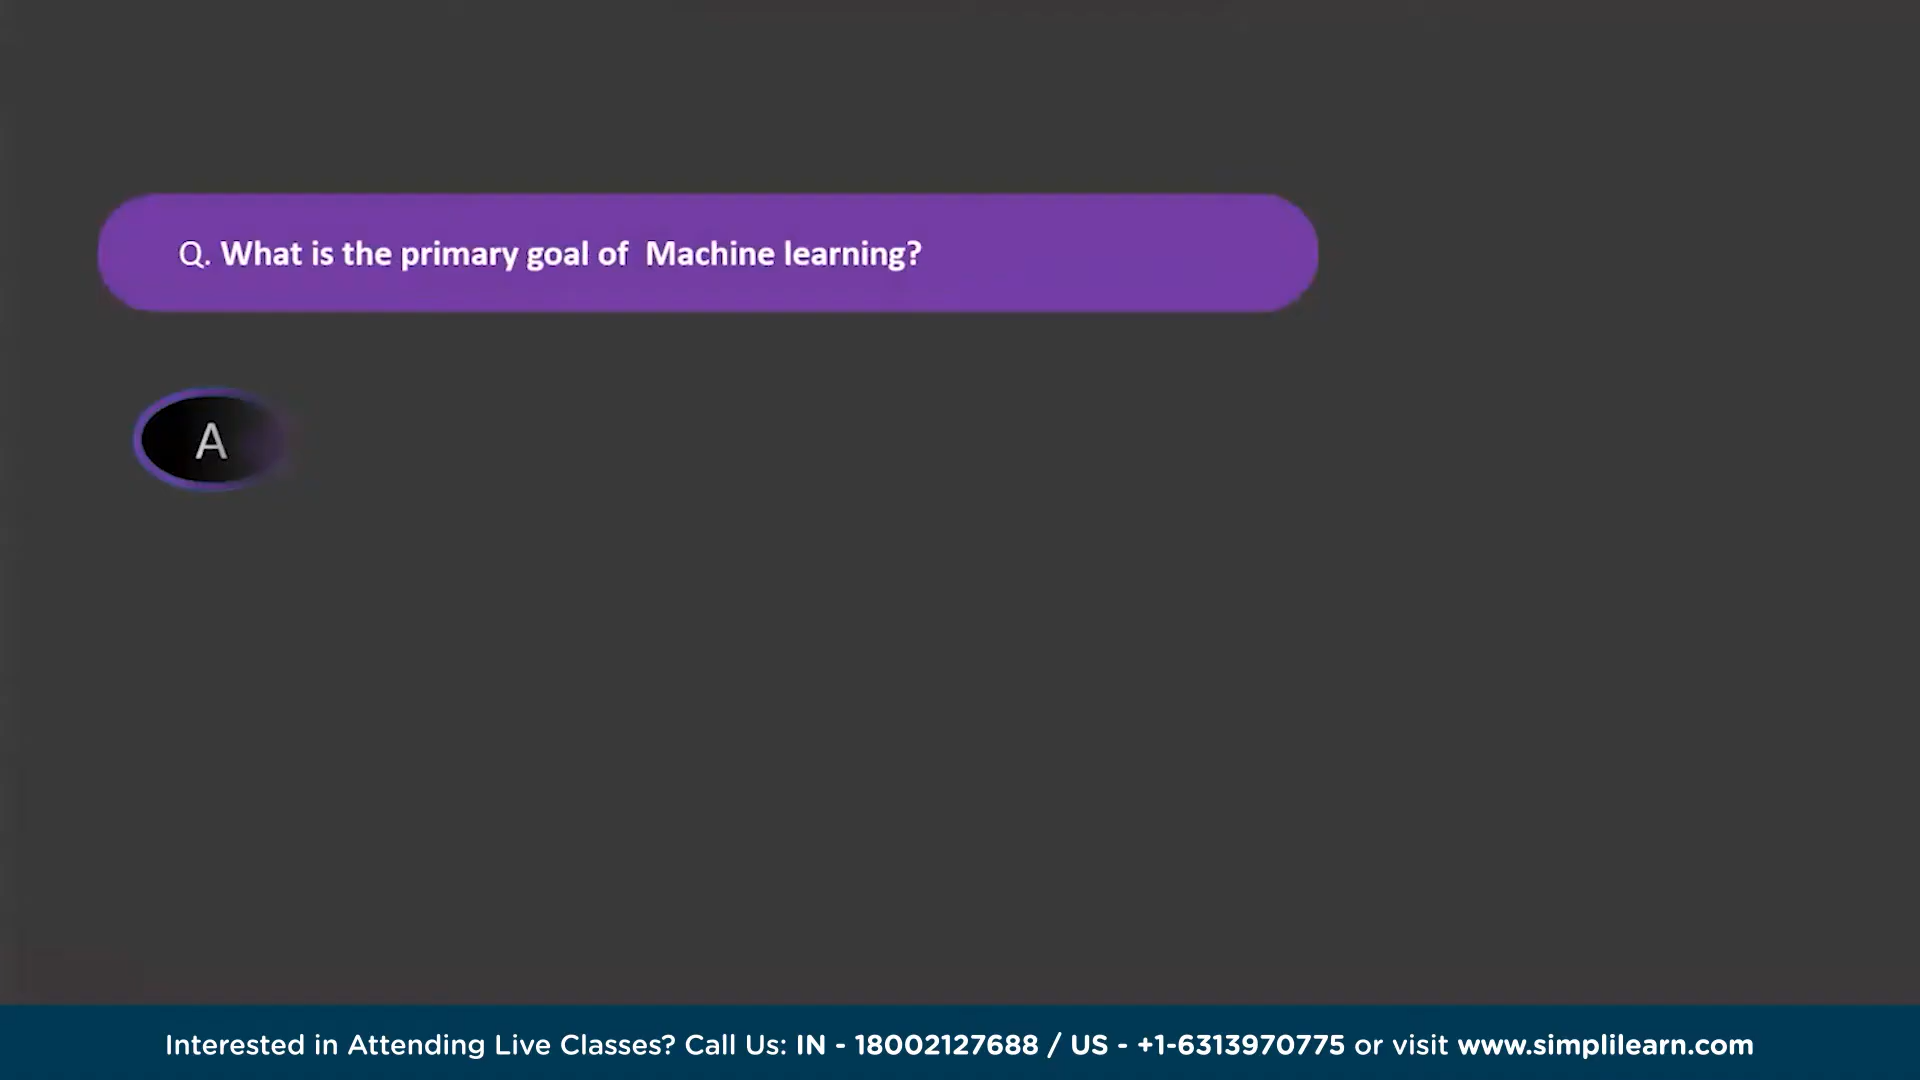 Q. What is the primary goal of Machine learning?
A
Interested in Attending Live Classes? Call Us: IN - 18002127688 / US - +1-6313970775 or visit www.simplilearn.com